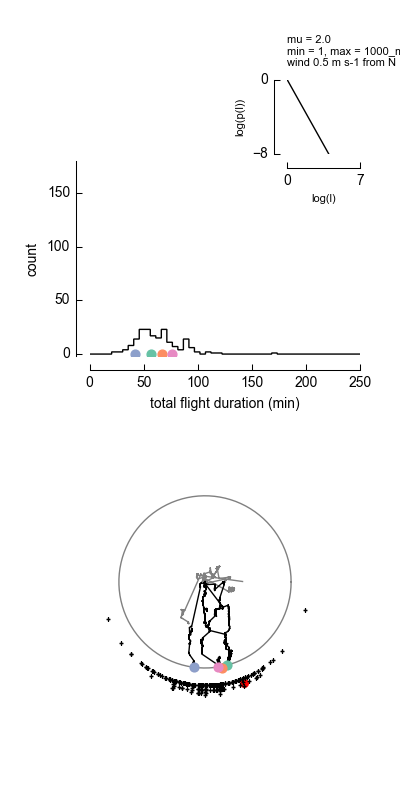 mu = 2.0
min = 1, max = 1000_m
wind 0.5 m s-1 from N
0
−8
log(p(l))
0 7
log(l)
150
100
50
0
count
0 50 100 150 200 250
total flight duration (min)